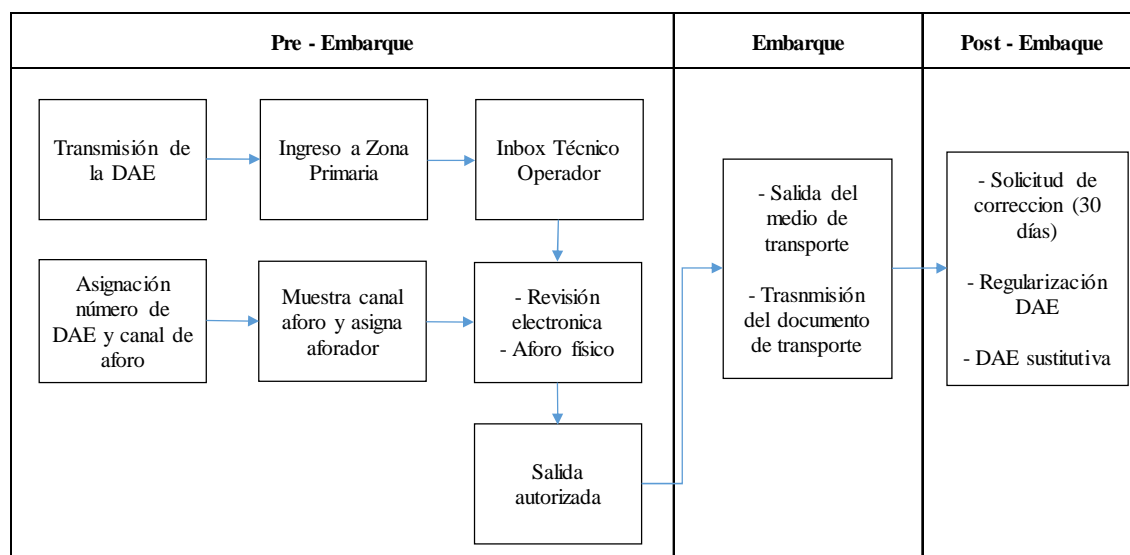 Pre - Embarque
Embarque
Post - Embaque
Transmisión de
la DAE
Ingreso a Zona
Primaria
Inbox Técnico
Operador
Asignación
número de
DAE y canal de
aforo
Muestra canal
aforo y asigna
aforador
- Revisión
electronica
- Aforo físico
Salida
autorizada
- Salida del
medio de
transporte
- Trasnmisión
del documento
de transporte
- Solicitud de
correccion (30
días)
- Regularización
DAE
- DAE sustitutiva